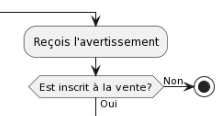 Reçois l'avertissement
Est inscrit à la vente?
Non
Oui